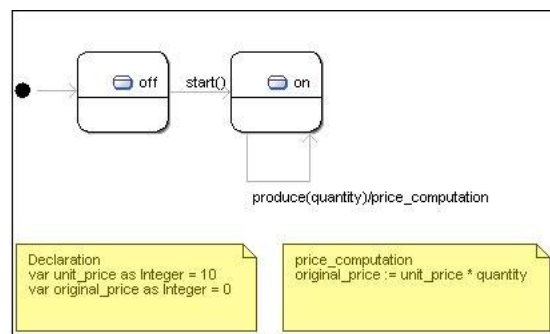 off
start()
on
produce(quantity)/price_computation
Declaration
var unit_price as Integer = 10
var original_price as Integer = 0
price_computation
original_price := unit_price * quantity